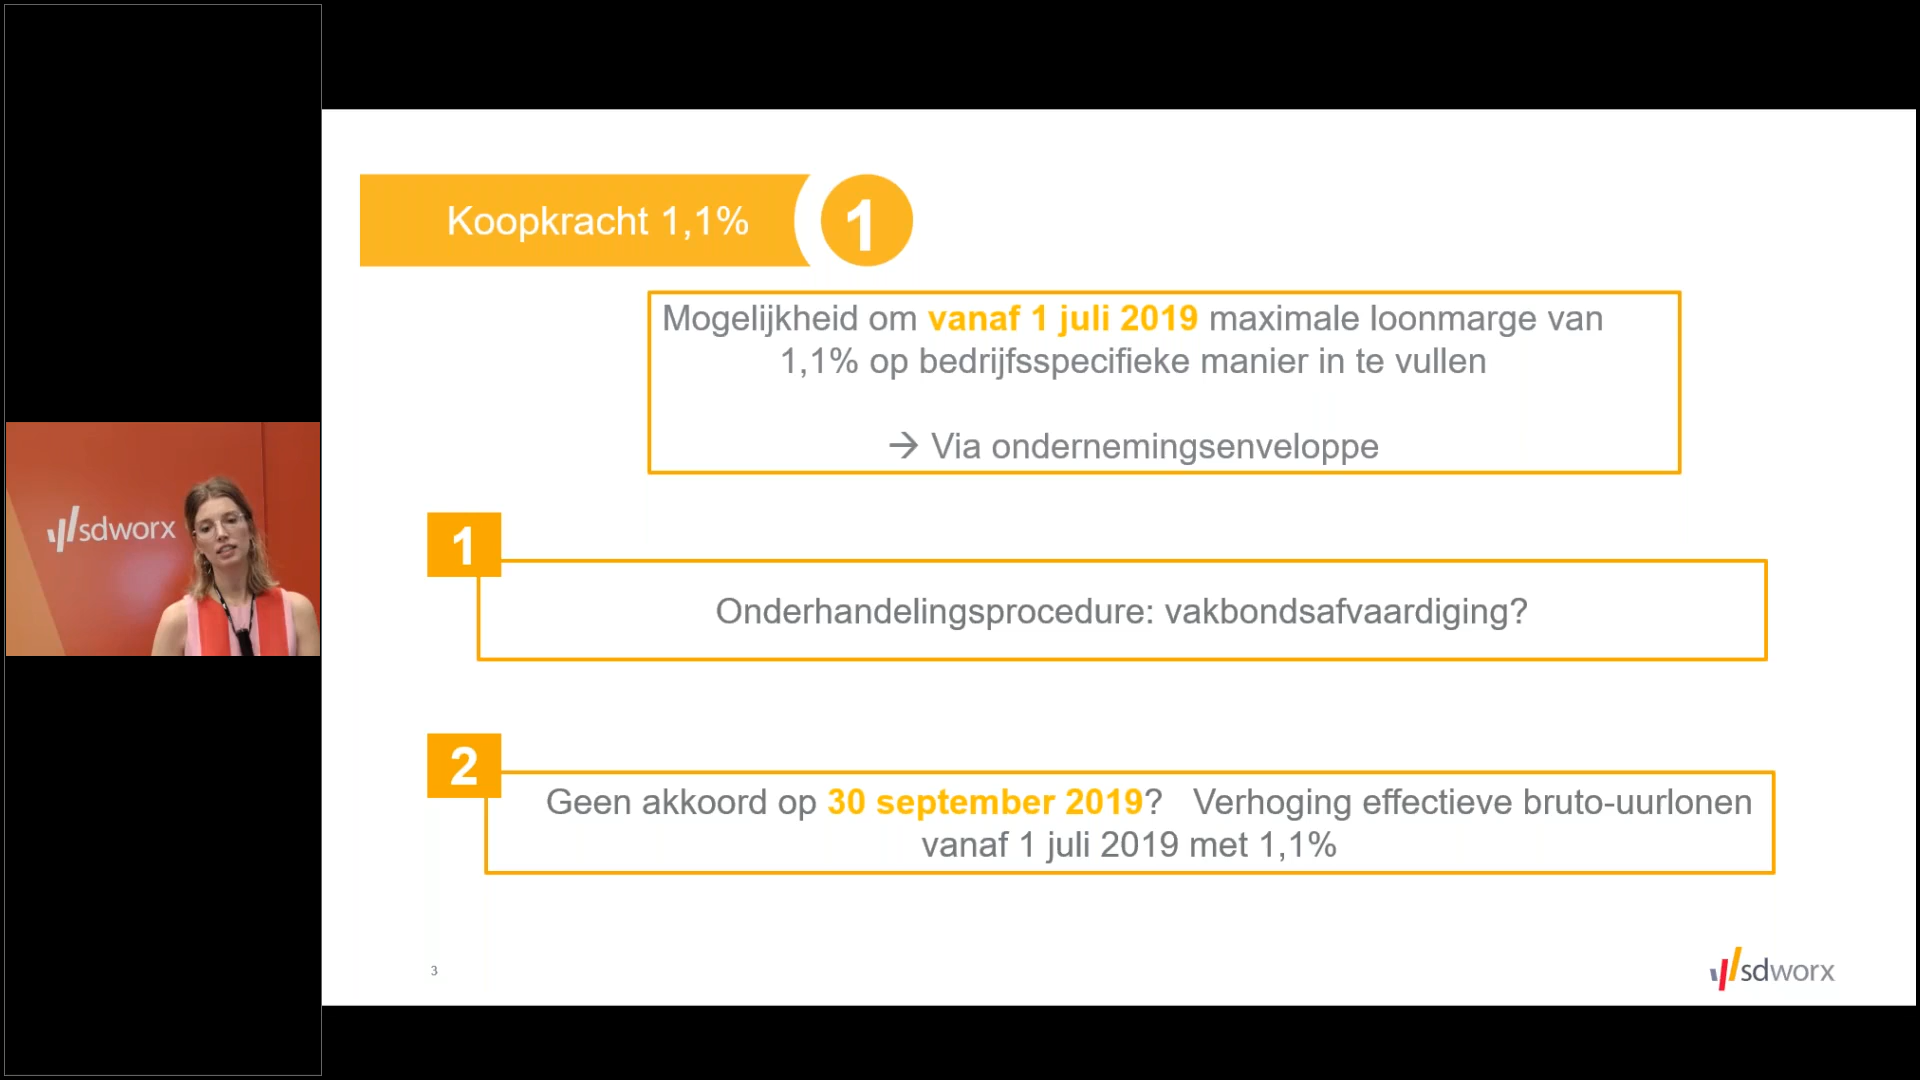 Koopkracht 1,1%
1
Mogelijkheid om vanaf 1 juli 2019 maximale loonmarge van
1,1% op bedrijfsspecifieke manier in te vullen
→ Via ondernemingsenveloppe
sdworx
1
Onderhandelingsprocedure: vakbondsafvaardiging?
2
Geen akkoord op 30 september 2019? Verhoging effectieve bruto-uurlonen
vanaf 1 juli 2019 met 1,1%
3
sdworx